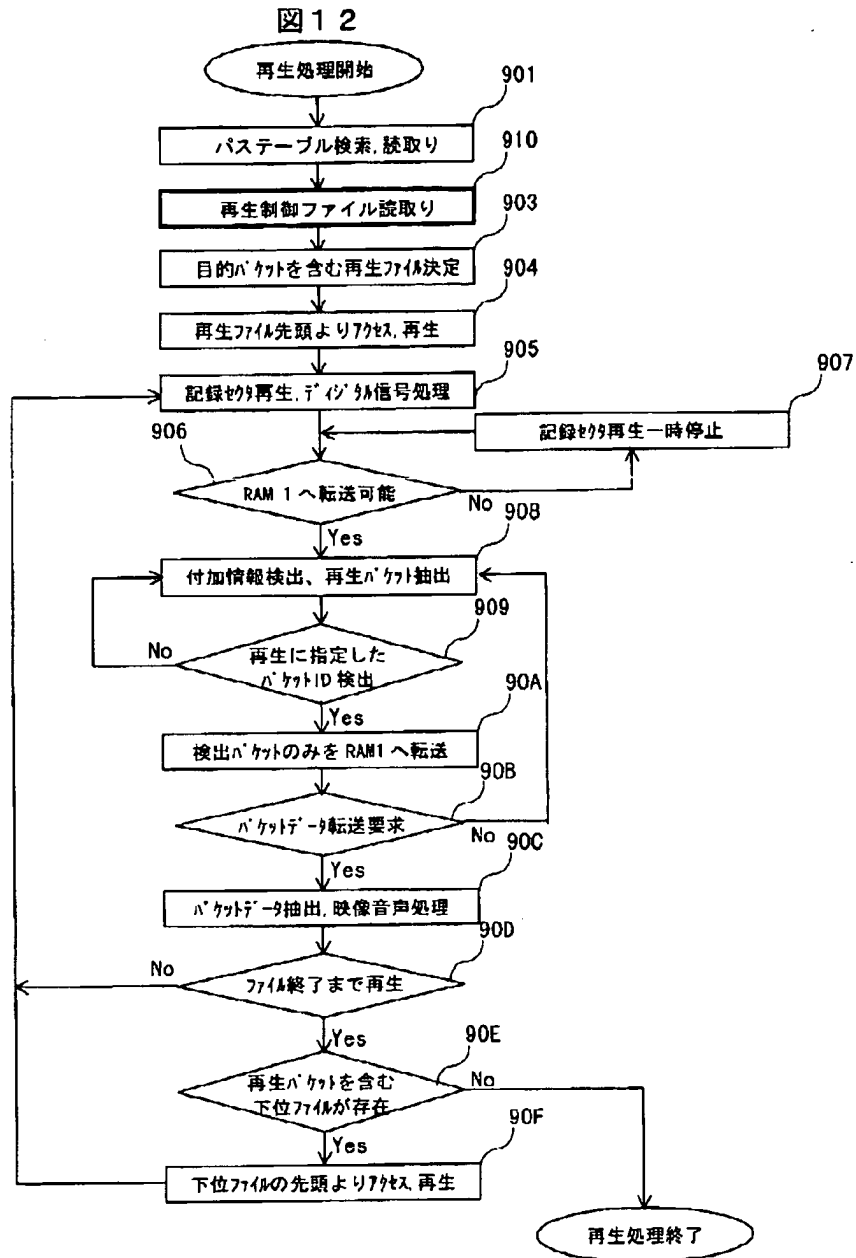 図１２
再生処理開始
901
パステーブル検索,読取り
910
再生制御ファイル読取り
903
目的ﾊﾟｹｯﾄを含む再生ﾌｧｲﾙ決定
904
再生ﾌｧｲﾙ先頭よりｱｸｾｽ,再生
905
記録ｾｸﾀ再生,ﾃﾞｨｼﾞﾀﾙ信号処理
907
記録ｾｸﾀ再生一時停止
906
RAM 1へ転送可能
No
Yes
908
付加情報検出、再生ﾊﾟｹｯﾄ抽出
909
再生に指定した
ﾊﾟｹｯﾄID検出
No
Yes
90A
検出ﾊﾟｹｯﾄのみをRAM1へ転送
90B
ﾊﾟｹｯﾄﾃﾞｰﾀ転送要求
No
Yes
90C
ﾊﾟｹｯﾄﾃﾞｰﾀ抽出,映像音声処理
90D
ﾌｧｲﾙ終了まで再生
No
Yes
90E
再生ﾊﾟｹｯﾄを含む
下位ﾌｧｲﾙが存在
No
Yes
90F
下位ﾌｧｲﾙの先頭よりｱｸｾｽ,再生
再生処理終了